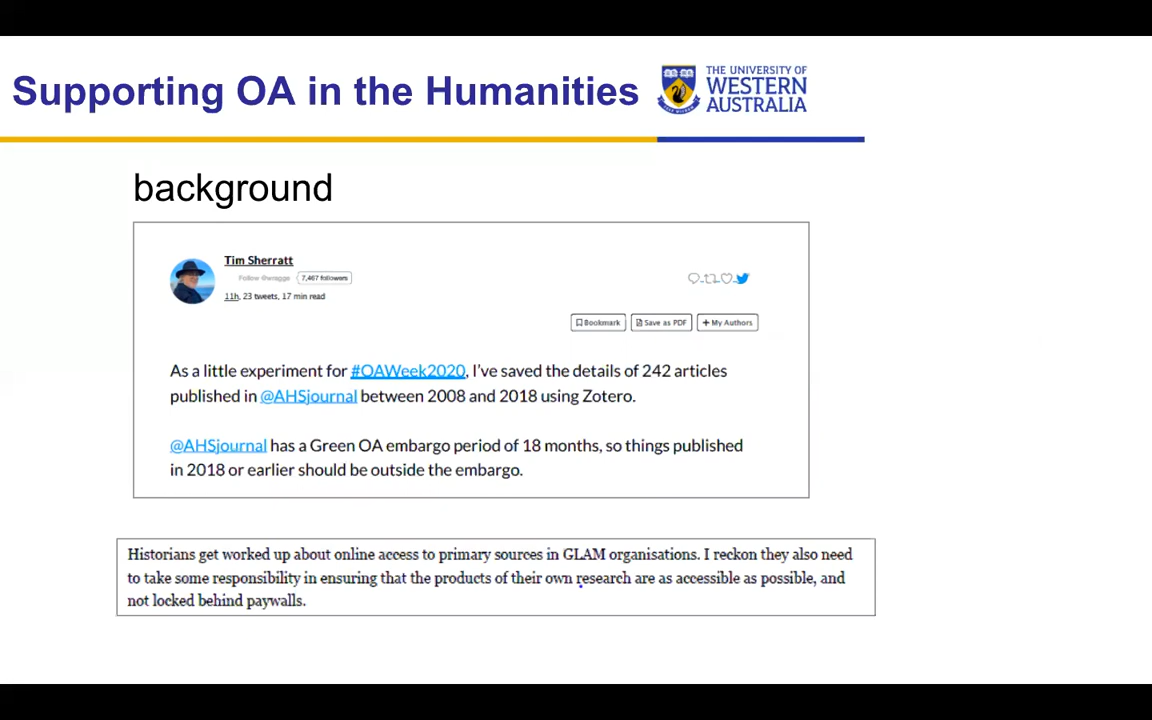 Supporting OA in the Humanities
THE UNIVERSITY OF
WESTERN
AUSTRALIA
background
Tim Sherratt
Follow @wragge 7,467 followers
11h, 23 tweets, 17 min read
Bookmark Save as PDF + My Authors
As a little experiment for #OAWeek2020, I've saved the details of 242 articles
published in @AHSjournal between 2008 and 2018 using Zotero.
@AHSjournal has a Green OA embargo period of 18 months, so things published
in 2018 or earlier should be outside the embargo.
Historians get worked up about online access to primary sources in GLAM organisations. I reckon they also need
to take some responsibility in ensuring that the products of their own research are as accessible as possible, and
not locked behind paywalls.